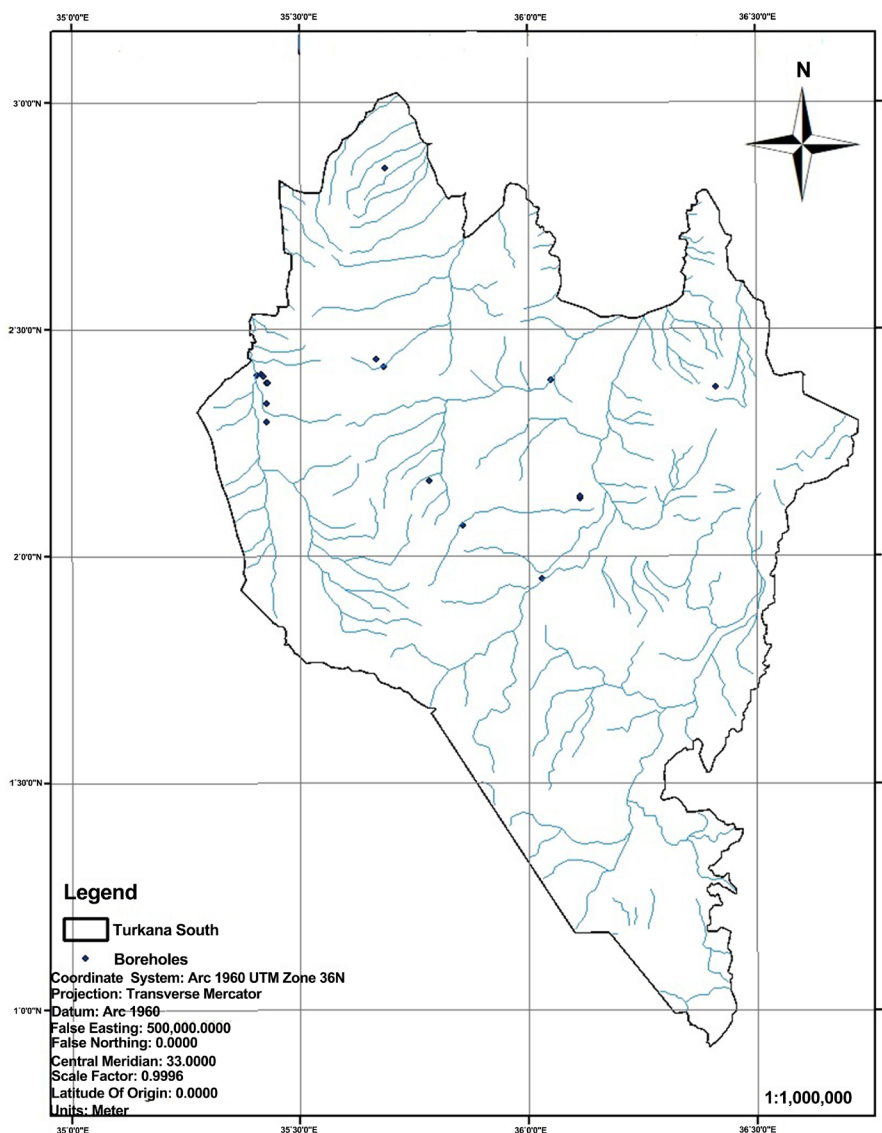 35°0'0"E 35°30'0"E 36°0'0"E 36°30'0"E
N
3°0'0"N
2°30'0"N
2°0'0"N
1°30'0"N
1°0'0"N
Legend
Turkana South
Boreholes
Coordinate System: Arc 1960 UTM Zone 36N
Projection: Transverse Mercator
Datum: Arc 1960
False Easting: 500,000.0000
False Northing: 0.0000
Central Meridian: 33.0000
Scale Factor: 0.9996
Latitude Of Origin: 0.0000
Units: Meter
1:1,000,000
35°0'0"E 35°30'0"E 36°0'0"E 36°30'0"E